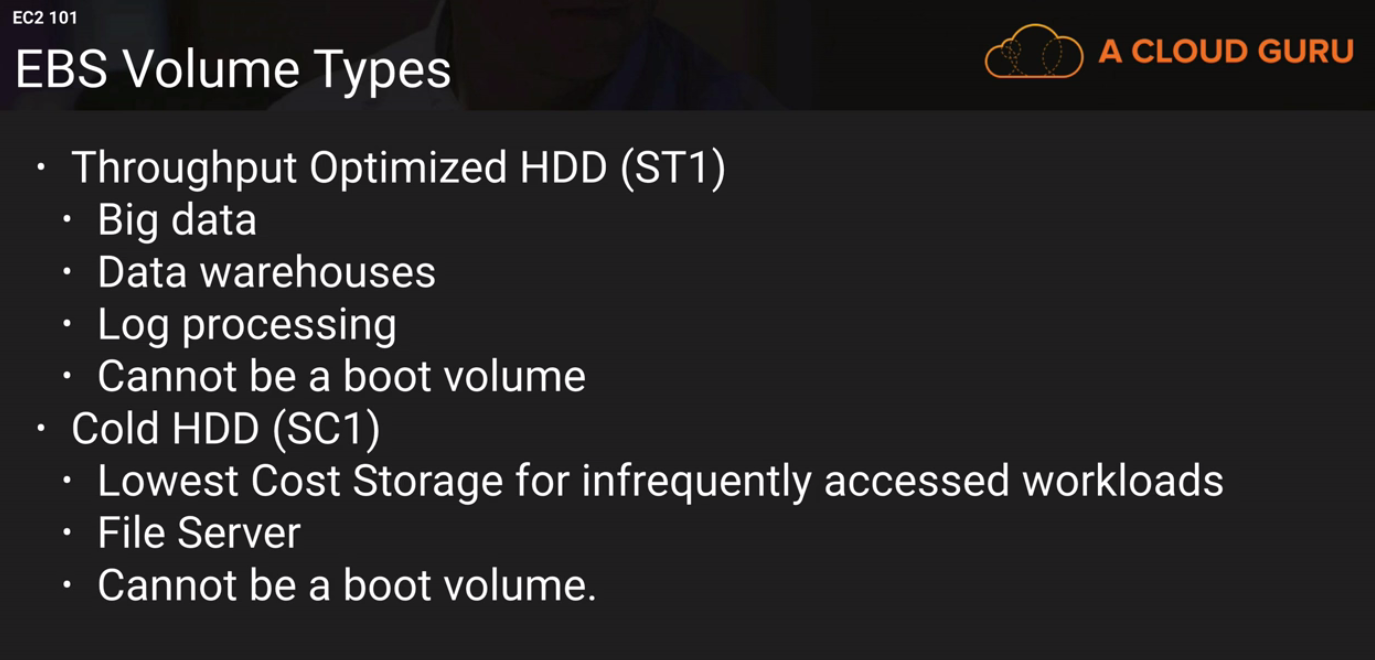 EC2 101
EBS Volume Types
A CLOUD GURU
· Throughput Optimized HDD (ST1)
· Big data
· Data warehouses
· Log processing
· Cannot be a boot volume
· Cold HDD (SC1)
· Lowest Cost Storage for infrequently accessed workloads
· File Server
· Cannot be a boot volume.